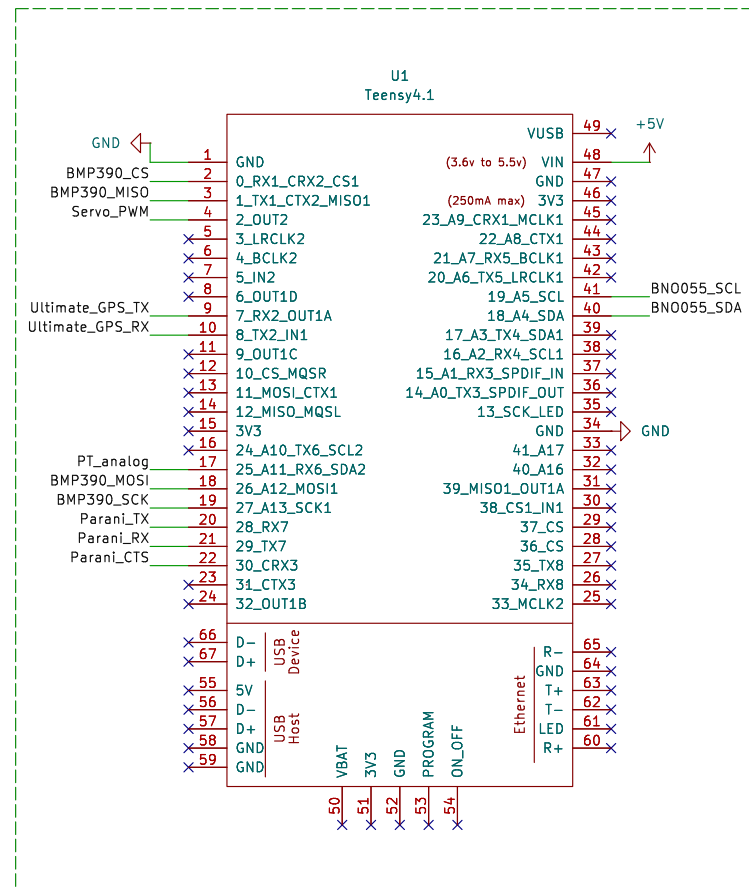 U1
Teensy4.1
GND
BMP390_CS
BMP390_MISO
Servo_PWM
Ultimate_GPS_TX
Ultimate_GPS_RX
PT_analog
BMP390_MOSI
BMP390_SCK
Parani_TX
Parani_RX
Parani_CTS
1 GND
2 0_RX1_CRX2_CS1
3 1_TX1_CTX2_MISO1
4 2_OUT2
5 3_LRCLK2
6 4_BCLK2
7 5_IN2
8 6_OUT1D
9 7_RX2_OUT1A
10 8_TX2_IN1
11 9_OUT1C
12 10_CS_MQSR
13 11_MOSI_CTX1
14 12_MISO_MQSL
15 3V3
16 24_A10_TX6_SCL2
17 25_A11_RX6_SDA2
18 26_A12_MOSI1
19 27_A13_SCK1
20 28_RX7
21 29_TX7
22 30_CRX3
23 31_CTX3
24 32_OUT1B
66 D-
67 D+
USB Device
55 5V
56 D-
57 D+
58 GND
59 GND
USB Host
VUSB 49
(3.6v to 5.5v) VIN 48
GND 47
(250mA max) 3V3 46
23_A9_CRX1_MCLK1 45
22_A8_CTX1 44
21_A7_RX5_BCLK1 43
20_A6_TX5_LRCLK1 42
19_A5_SCL 41
18_A4_SDA 40
17_A3_TX4_SDA1 39
16_A2_RX4_SCL1 38
15_A1_RX3_SPDIF_IN 37
14_A0_TX3_SPDIF_OUT 36
13_SCK_LED 35
GND 34
41_A17 33
40_A16 32
39_MISO1_OUT1A 31
38_CS1_IN1 30
37_CS 29
36_CS 28
35_TX8 27
34_RX8 26
33_MCLK2 25
+5V
BNO055_SCL
BNO055_SDA
GND
Ethernet
R- 65
GND 64
T+ 63
T- 62
LED 61
R+ 60
VBAT 50
3V3 51
GND 52
PROGRAM 53
ON_OFF 54